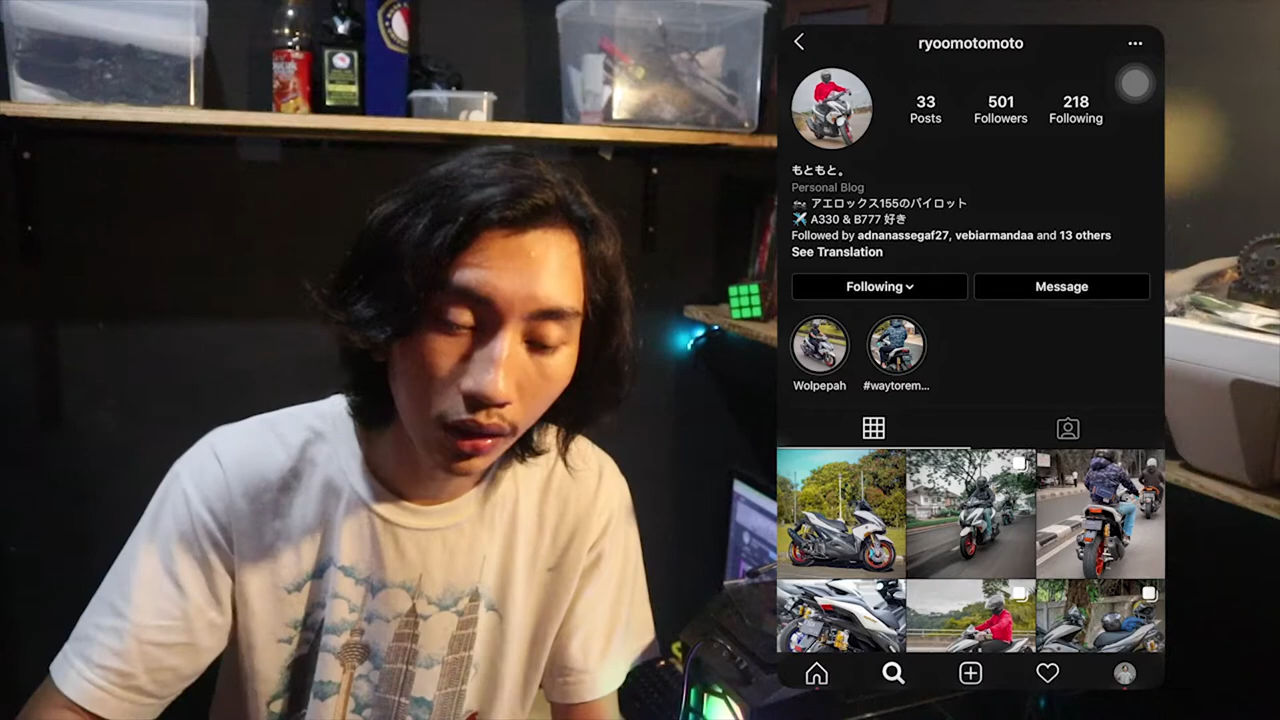 ryoomotomoto
33
501
218
Posts
Followers
Following
もともと。
Personal Blog
アエロックス155のパイロット
A330 & B777 好き
Followed by adnanassegaf27, vebiarmandaa and 13 others
See Translation
Following
Message
Wolpepah
#waytorem...